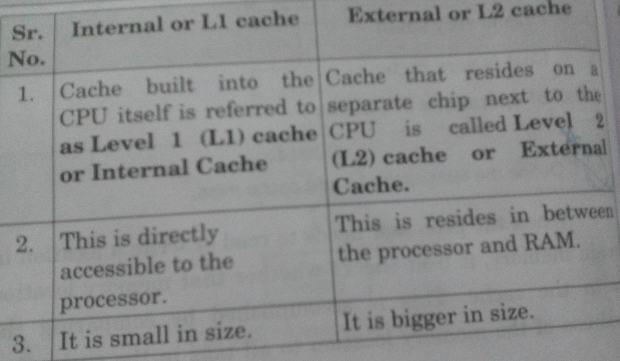 Sr. No.
Internal or L1 cache
External or L2 cache
1.
Cache built into the
CPU itself is referred to
as Level 1 (L1) cache
or Internal Cache
Cache that resides on a
separate chip next to the
CPU is called Level 2
(L2) cache or External
Cache.
2.
This is directly
accessible to the
processor.
This is resides in between
the processor and RAM.
3.
It is small in size.
It is bigger in size.